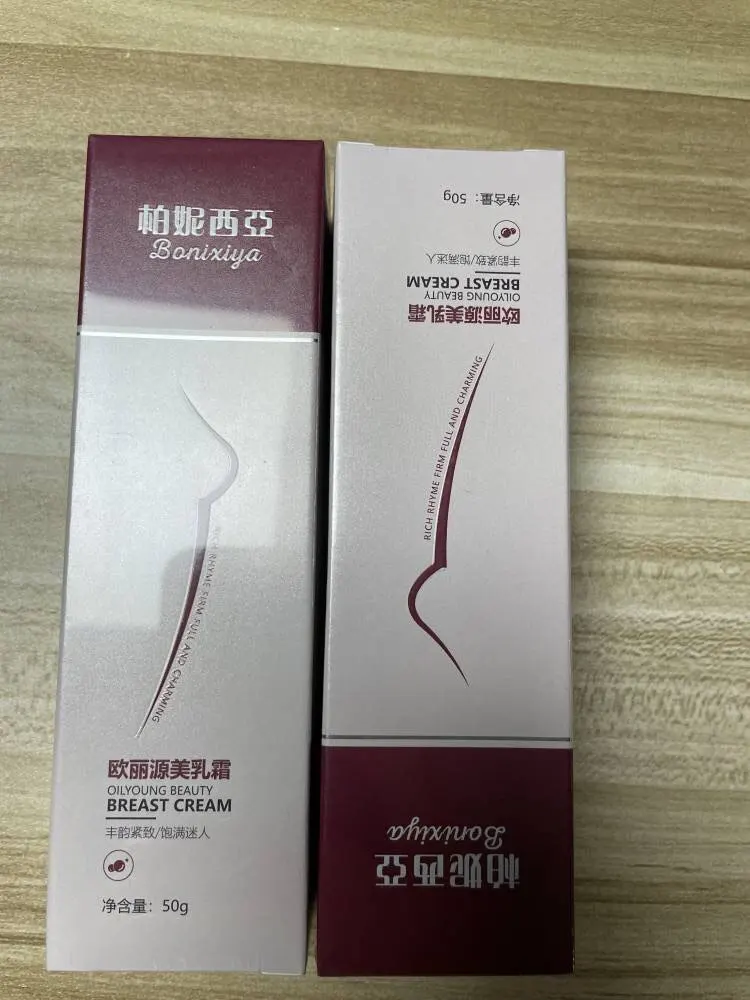 柏妮西亞
Bonixiya
RICH RHYME FIRM FULL AND CHARMING
欧丽源美乳霜
OILYOUNG BEAUTY
BREAST CREAM
丰韵紧致/饱满迷人
净含量：50g
柏妮西亞
Bonixiya
RICH RHYME FIRM FULL AND CHARMING
欧丽源美乳霜
OILYOUNG BEAUTY
BREAST CREAM
丰韵紧致/饱满迷人
净含量：50g